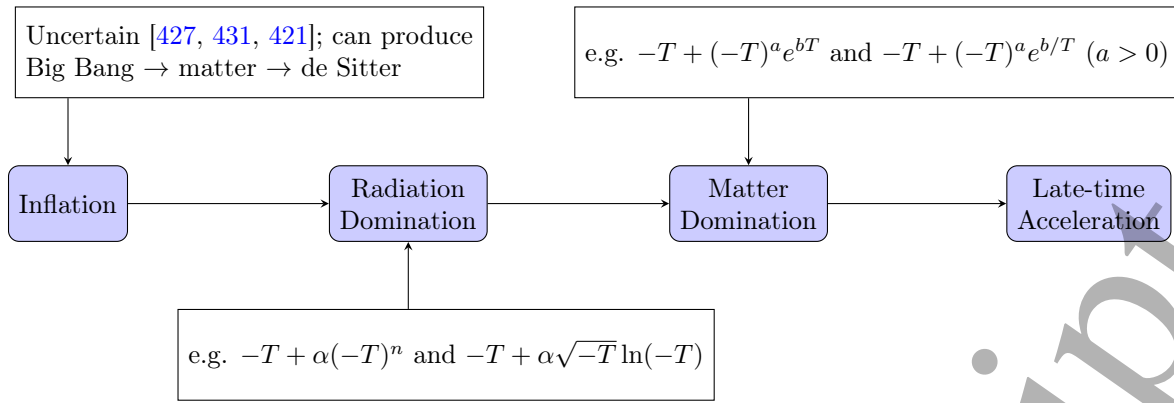 Uncertain [427, 431, 421]; can produce
Big Bang → matter → de Sitter
e.g. −T + (−T)^a e^{bT} and −T + (−T)^a e^{b/T} (a > 0)
Inflation
Radiation
Domination
Matter
Domination
Late-time
Acceleration
e.g. −T + α(−T)^n and −T + α√−T ln(−T)